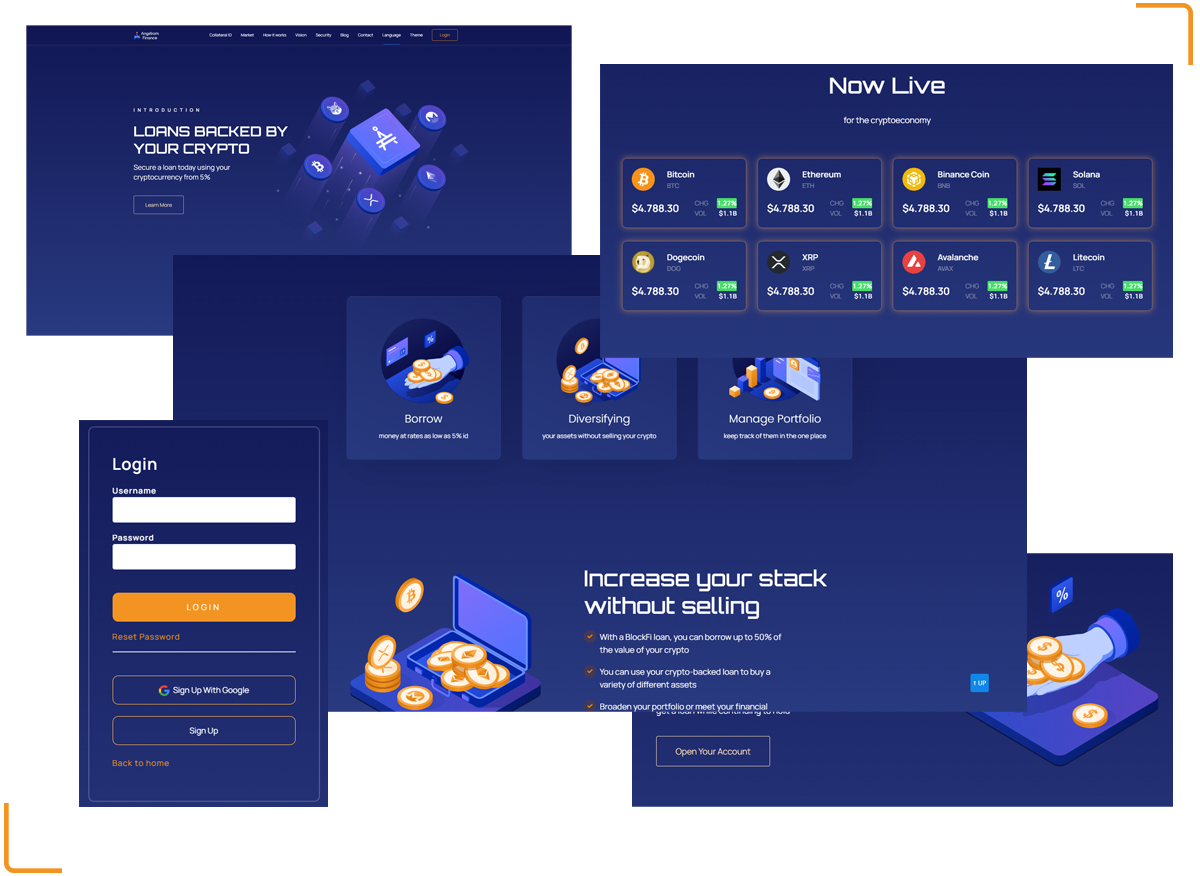 Angstrom
Finance
Collateral ID
Market
How it works
Vision
Security
Blog
Contact
Language
Theme
Login
INTRODUCTION
LOANS BACKED BY
YOUR CRYPTO
Secure a loan today using your
cryptocurrency from 5%
Learn More
Now Live
for the cryptoeconomy
Bitcoin
BTC
$4.788.30
CHG 1.27%
VOL $1.1B
Ethereum
ETH
$4.788.30
CHG 1.27%
VOL $1.1B
Binance Coin
BNB
$4.788.30
CHG 1.27%
VOL $1.1B
Solana
SOL
$4.788.30
CHG 1.27%
VOL $1.1B
Dogecoin
DOG
$4.788.30
CHG 1.27%
VOL $1.1B
XRP
XRP
$4.788.30
CHG 1.27%
VOL $1.1B
Avalanche
AVAX
$4.788.30
CHG 1.27%
VOL $1.1B
Litecoin
LTC
$4.788.30
CHG 1.27%
VOL $1.1B
%
Borrow
money at rates as low as 5% id
Diversifying
your assets without selling your crypto
Manage Portfolio
keep track of them in the one place
Login
Username
Password
LOGIN
Reset Password
Sign Up With Google
Sign Up
Back to home
Increase your stack
without selling
With a BlockFi loan, you can borrow up to 50% of
the value of your crypto
You can use your crypto-backed loan to buy a
variety of different assets
Broaden your portfolio or meet your financial
↑ UP
%
get a loan while continuing to hold
Open Your Account